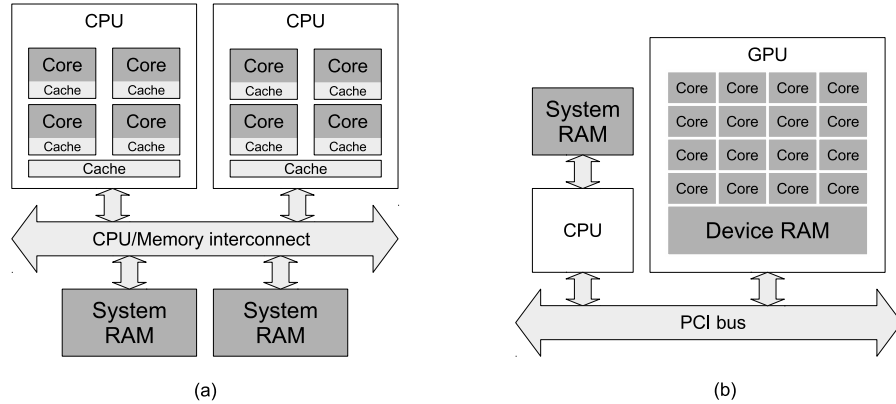 CPU
Core
Cache
Core
Cache
Core
Cache
Core
Cache
Cache
CPU
Core
Cache
Core
Cache
Core
Cache
Core
Cache
Cache
CPU/Memory interconnect
System
RAM
System
RAM
(a)
System
RAM
CPU
GPU
Core Core Core Core
Core Core Core Core
Core Core Core Core
Core Core Core Core
Device RAM
PCI bus
(b)